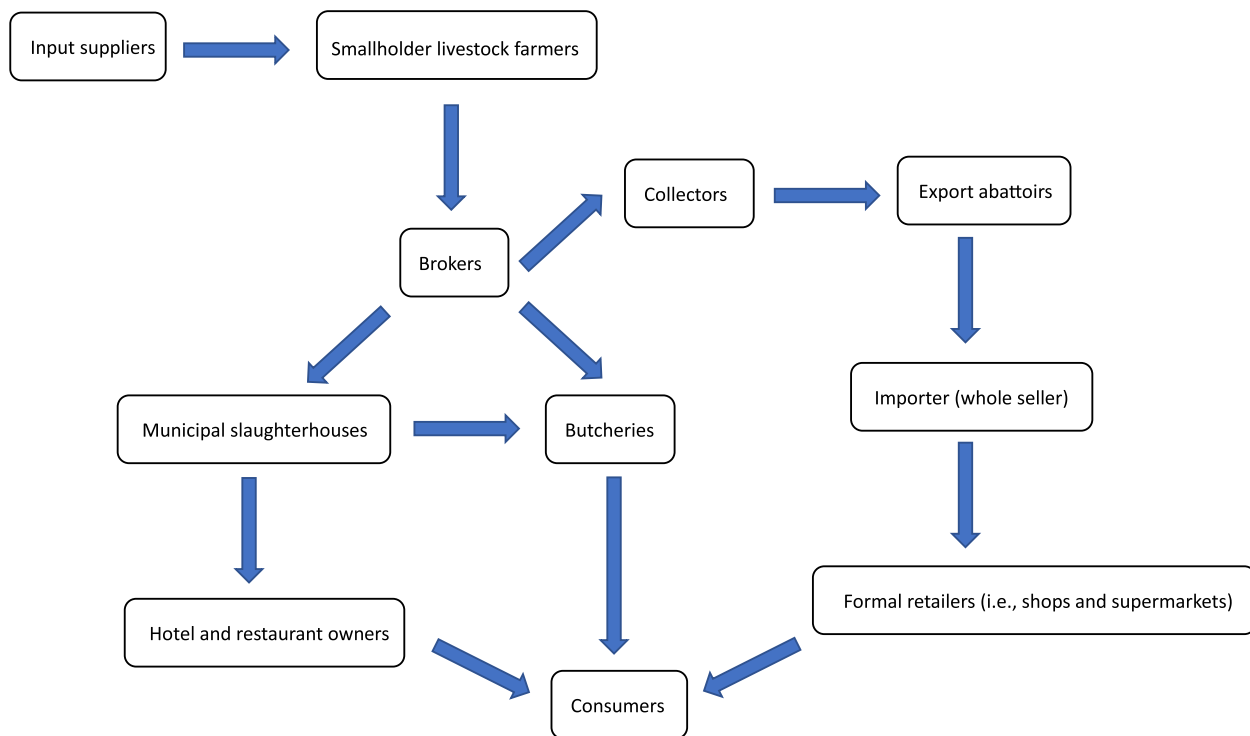 Input suppliers
Smallholder livestock farmers
Collectors
Export abattoirs
Brokers
Importer (whole seller)
Municipal slaughterhouses
Butcheries
Formal retailers (i.e., shops and supermarkets)
Hotel and restaurant owners
Consumers